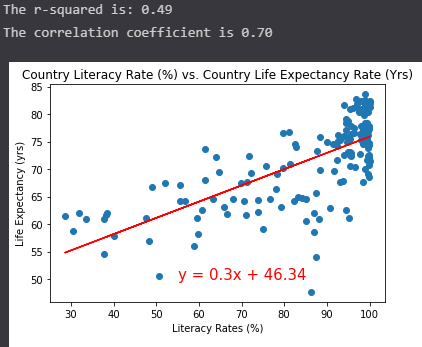 The r-squared is: 0.49
The correlation coefficient is 0.70
Country Literacy Rate (%) vs. Country Life Expectancy Rate (Yrs)
85
80
75
70
65
60
55
50
Life Expectancy (yrs)
y = 0.3x + 46.34
30 40 50 60 70 80 90 100
Literacy Rates (%)